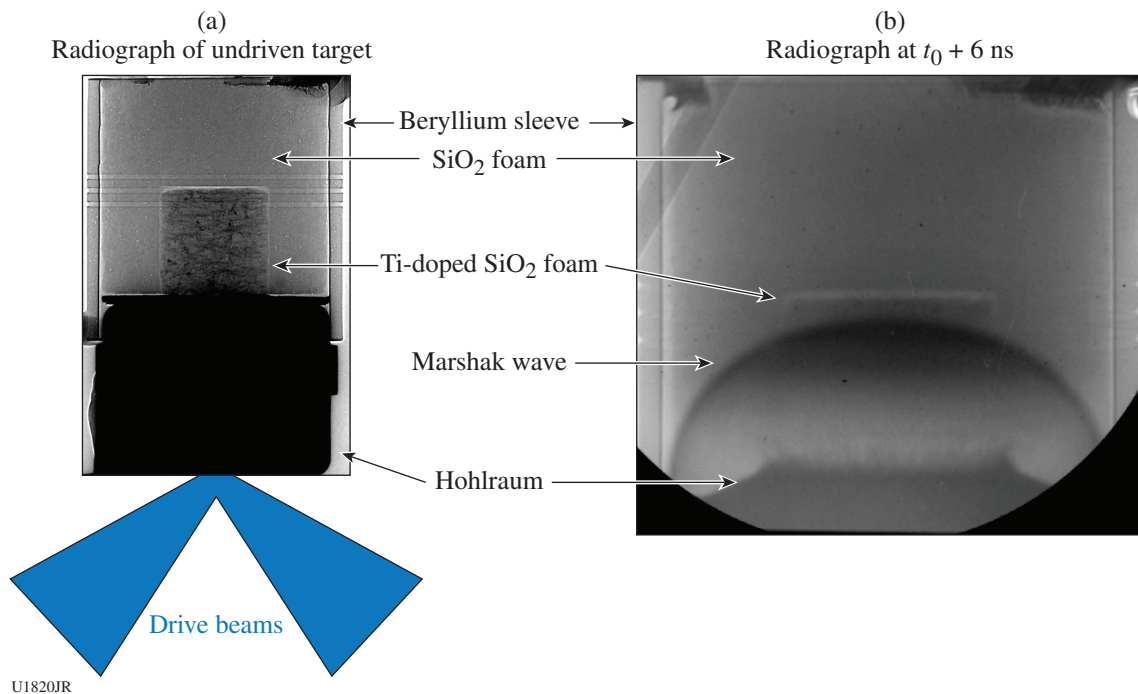 (a)
Radiograph of undriven target
(b)
Radiograph at t0 + 6 ns
Beryllium sleeve
SiO2 foam
Ti-doped SiO2 foam
Marshak wave
Hohlraum
Drive beams
U1820JR